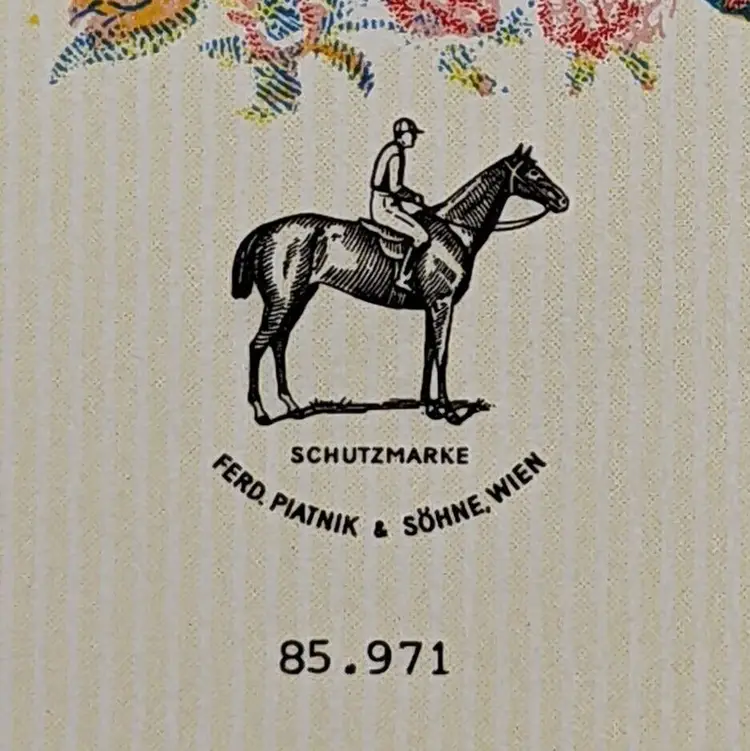 SCHUTZMARKE
FERD. PIATNIK & SÖHNE, WIEN
85.971